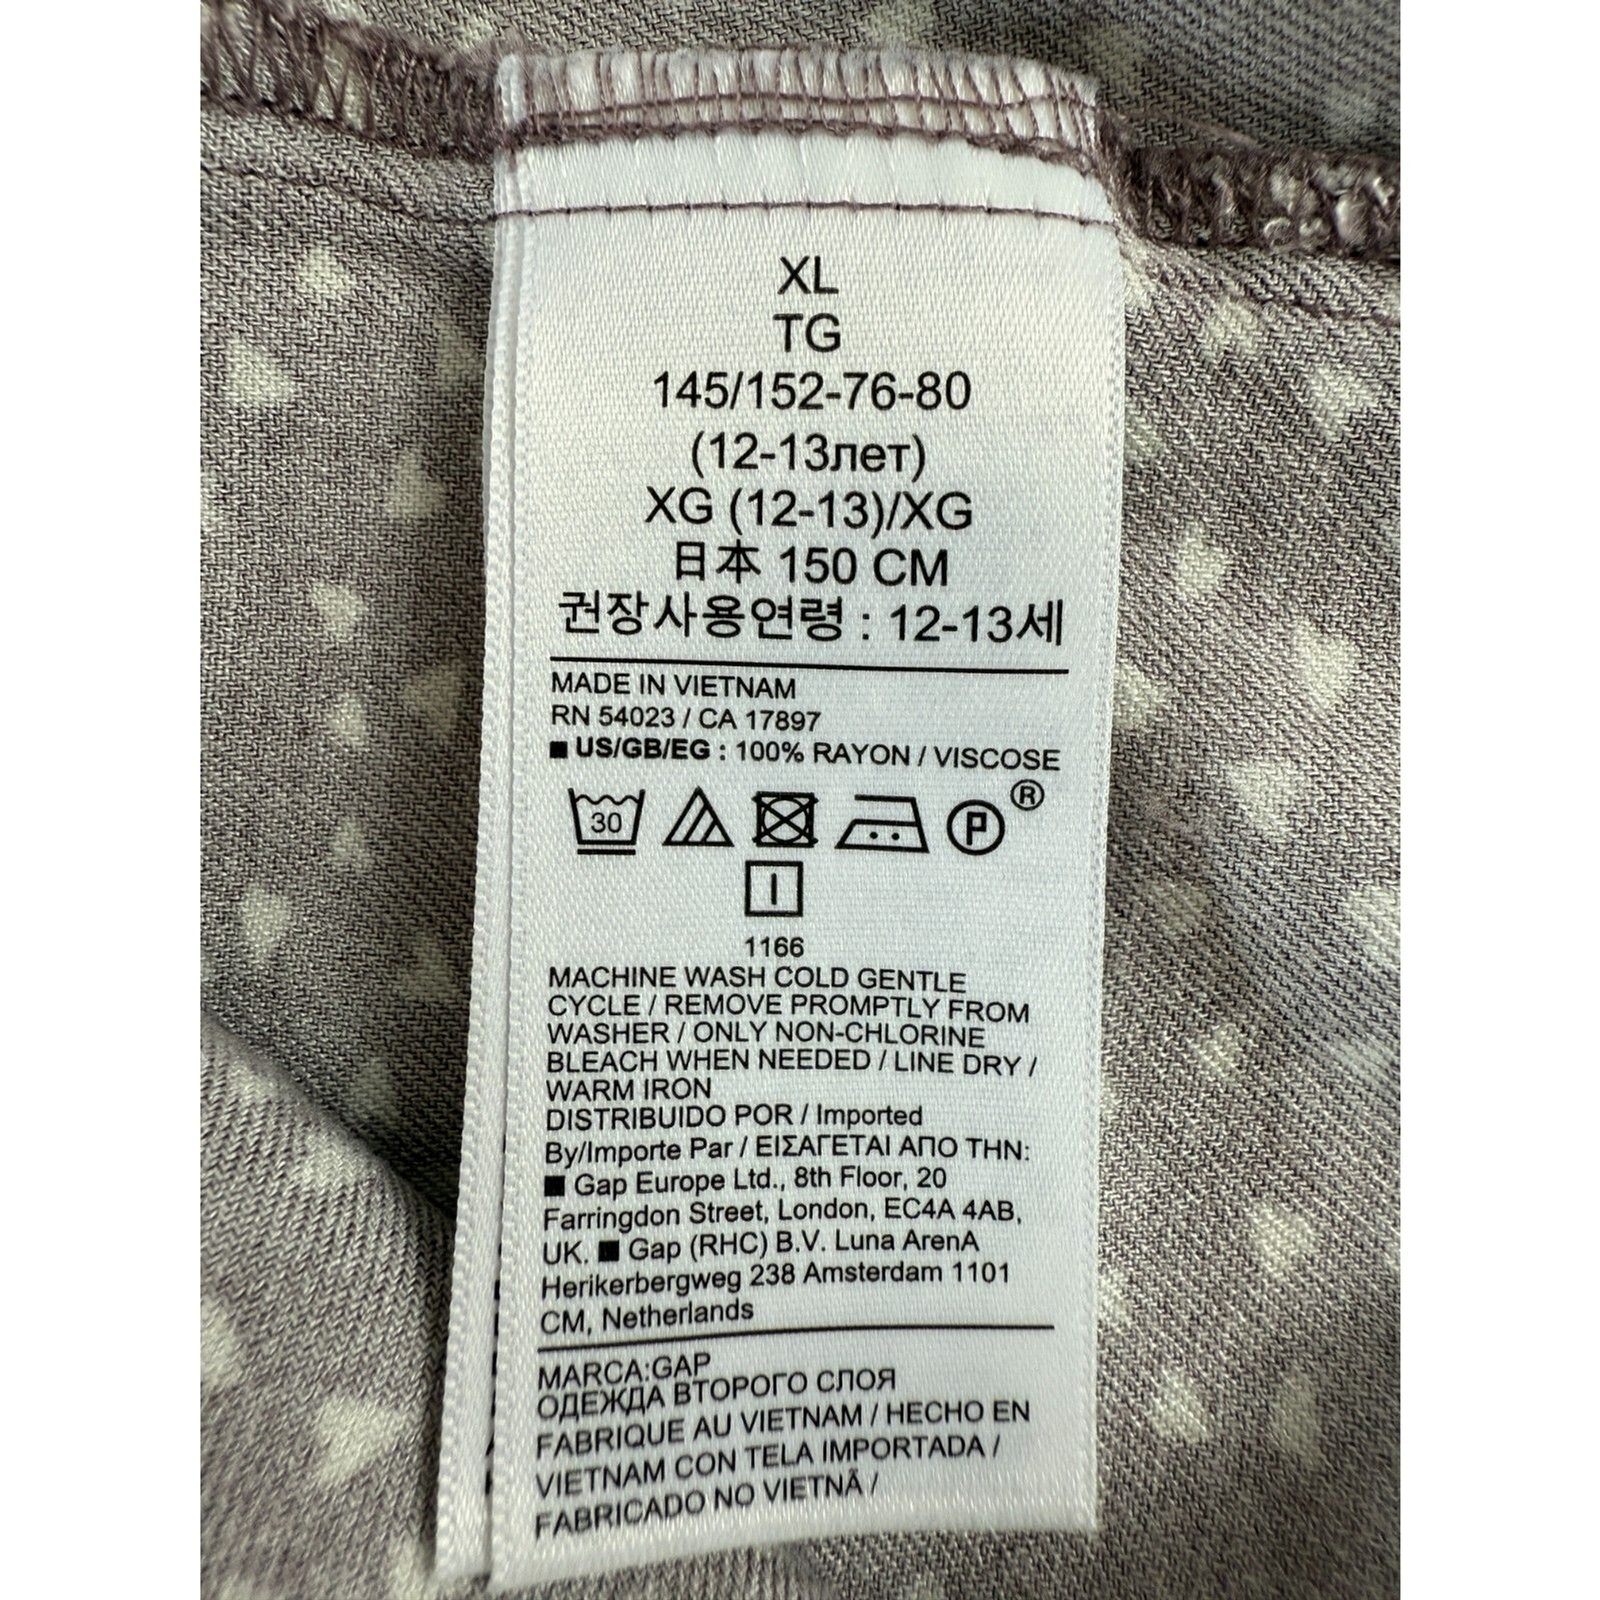 XL
TG
145/152-76-80
(12-13лет)
XG (12-13)/XG
日本 150 CM
권장사용연령 : 12-13세
MADE IN VIETNAM
RN 54023 / CA 17897
■ US/GB/EG : 100% RAYON / VISCOSE
30 P ®
I
1166
MACHINE WASH COLD GENTLE
CYCLE / REMOVE PROMPTLY FROM
WASHER / ONLY NON-CHLORINE
BLEACH WHEN NEEDED / LINE DRY /
WARM IRON
DISTRIBUIDO POR / Imported
By/Importe Par / ΕΙΣΑΓΕΤΑΙ ΑΠΟ ΤΗΝ:
■ Gap Europe Ltd., 8th Floor, 20
Farringdon Street, London, EC4A 4AB,
UK. ■ Gap (RHC) B.V. Luna ArenA
Herikerbergweg 238 Amsterdam 1101
CM, Netherlands
MARCA:GAP
ОДЕЖДА ВТОРОГО СЛОЯ
FABRIQUE AU VIETNAM / HECHO EN
VIETNAM CON TELA IMPORTADA /
FABRICADO NO VIETNÃ /